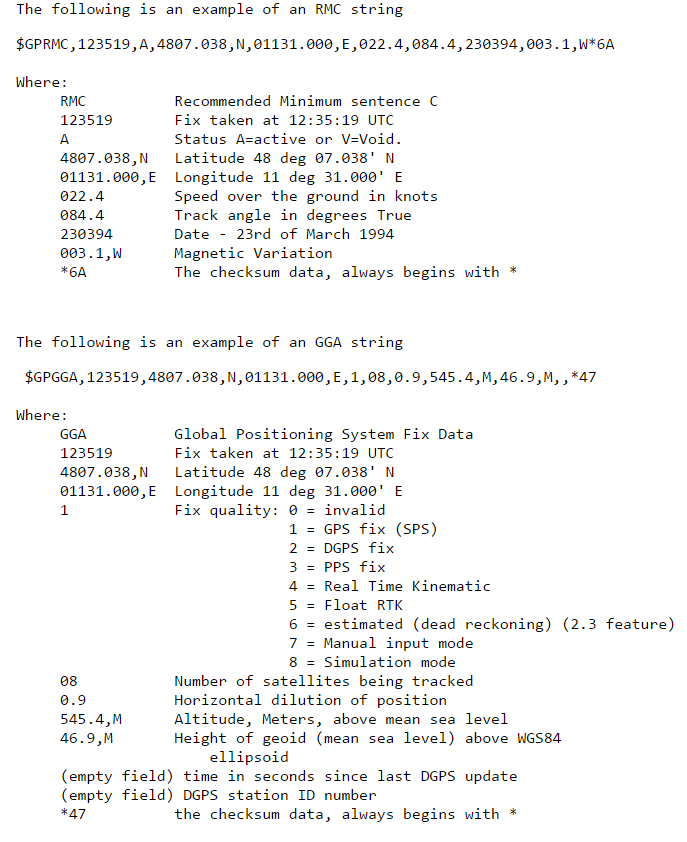 The following is an example of an RMC string
$GPRMC,123519,A,4807.038,N,01131.000,E,022.4,084.4,230394,003.1,W*6A
Where:
RMC Recommended Minimum sentence C
123519 Fix taken at 12:35:19 UTC
A Status A=active or V=Void.
4807.038,N Latitude 48 deg 07.038' N
01131.000,E Longitude 11 deg 31.000' E
022.4 Speed over the ground in knots
084.4 Track angle in degrees True
230394 Date - 23rd of March 1994
003.1,W Magnetic Variation
*6A The checksum data, always begins with *
The following is an example of an GGA string
$GPGGA,123519,4807.038,N,01131.000,E,1,08,0.9,545.4,M,46.9,M,,*47
Where:
GGA Global Positioning System Fix Data
123519 Fix taken at 12:35:19 UTC
4807.038,N Latitude 48 deg 07.038' N
01131.000,E Longitude 11 deg 31.000' E
1 Fix quality: 0 = invalid
1 = GPS fix (SPS)
2 = DGPS fix
3 = PPS fix
4 = Real Time Kinematic
5 = Float RTK
6 = estimated (dead reckoning) (2.3 feature)
7 = Manual input mode
8 = Simulation mode
08 Number of satellites being tracked
0.9 Horizontal dilution of position
545.4,M Altitude, Meters, above mean sea level
46.9,M Height of geoid (mean sea level) above WGS84
ellipsoid
(empty field) time in seconds since last DGPS update
(empty field) DGPS station ID number
*47 the checksum data, always begins with *